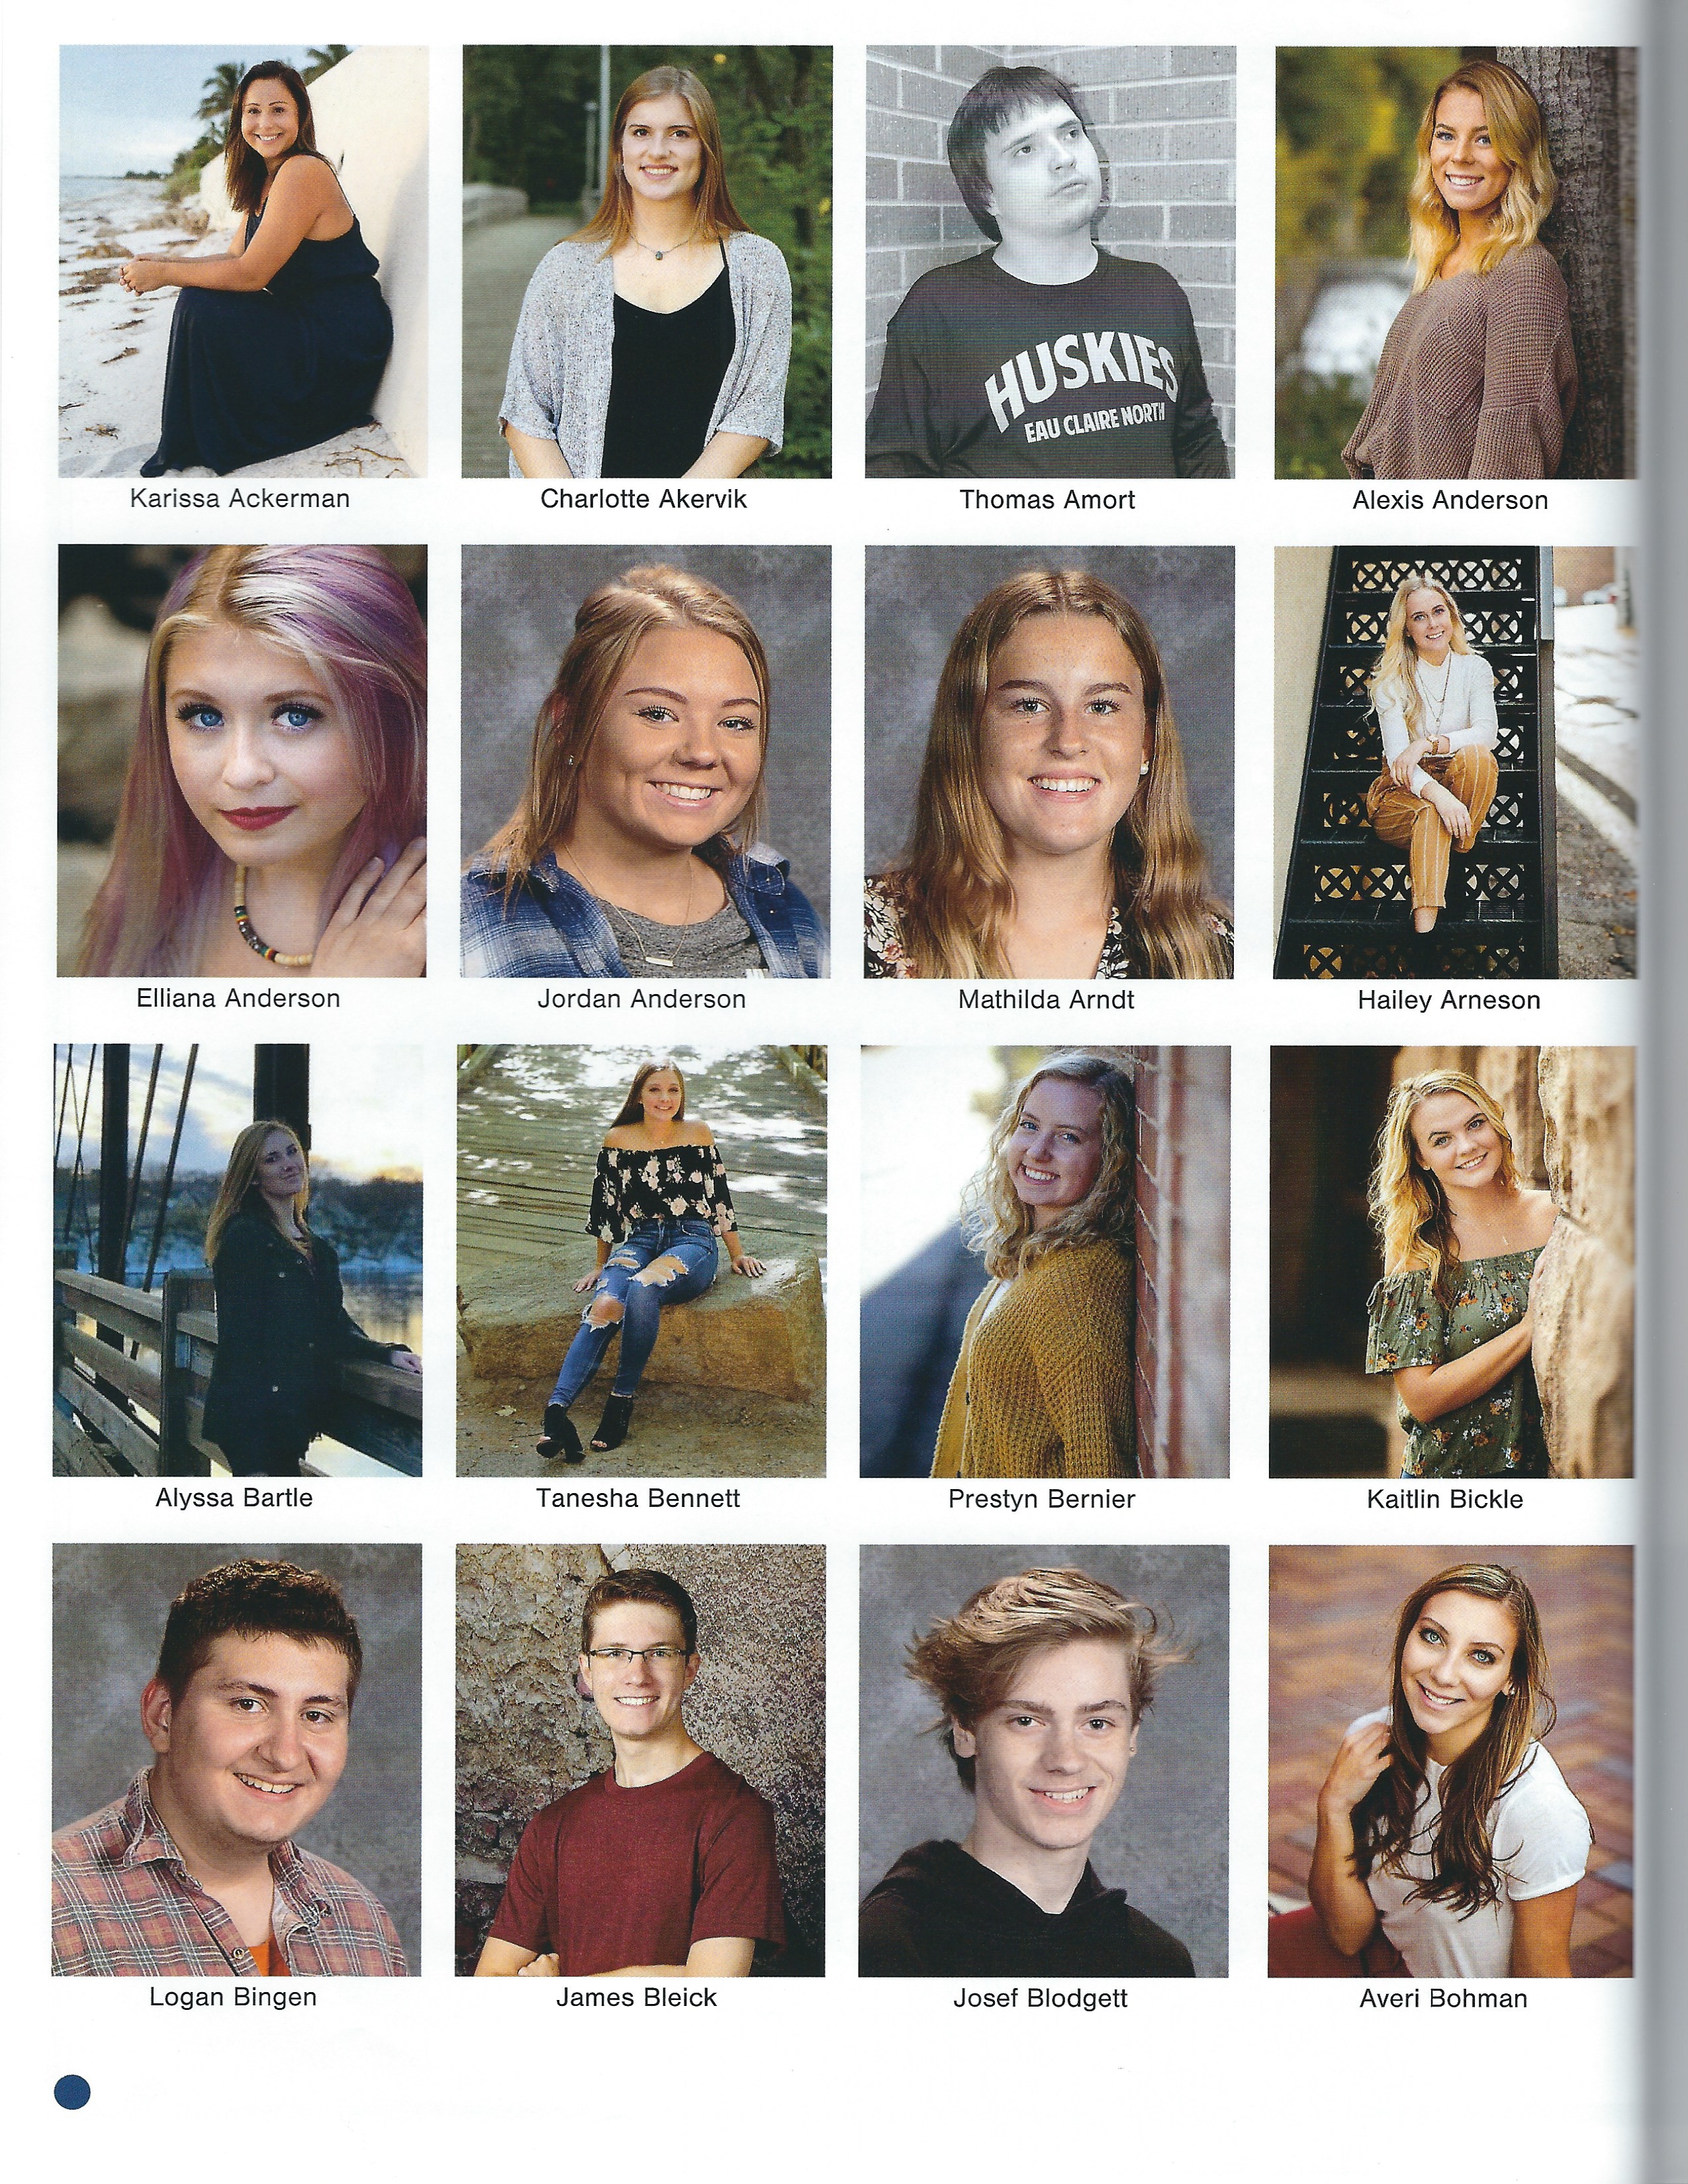 HUSKIES
EAU CLAIRE NORTH
Karissa Ackerman
Charlotte Akervik
Thomas Amort
Alexis Anderson
Elliana Anderson
Jordan Anderson
Mathilda Arndt
Hailey Arneson
Alyssa Bartle
Tanesha Bennett
Prestyn Bernier
Kaitlin Bickle
Logan Bingen
James Bleick
Josef Blodgett
Averi Bohman